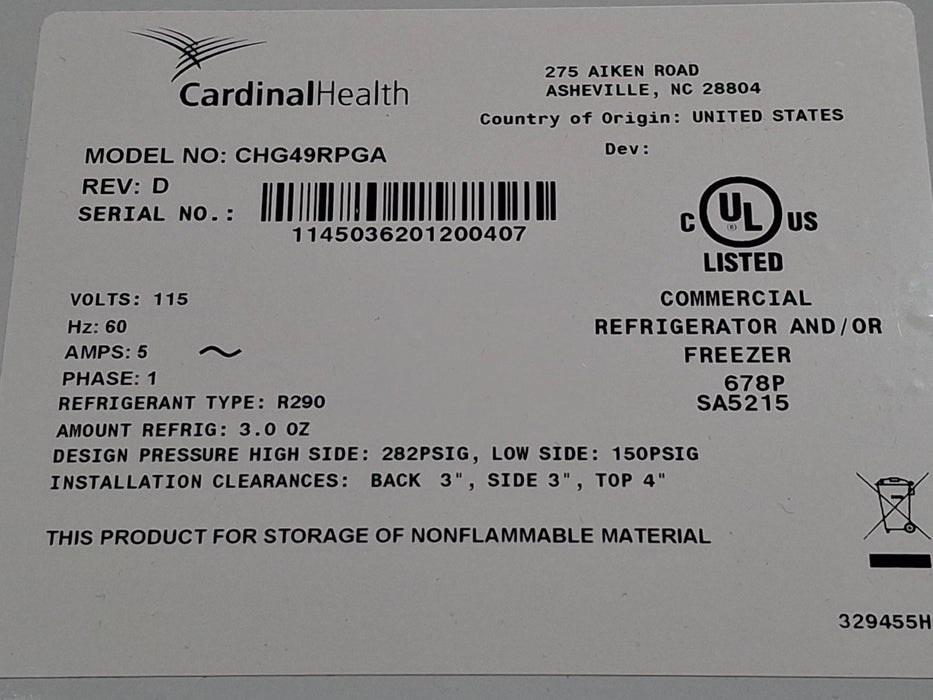 CardinalHealth
275 AIKEN ROAD
ASHEVILLE, NC 28804
Country of Origin: UNITED STATES
Dev:
MODEL NO: CHG49RPGA
REV: D
SERIAL NO.:
1145036201200407
C UL ® US
LISTED
COMMERCIAL
REFRIGERATOR AND/OR
FREEZER
678P
SA5215
VOLTS: 115
Hz: 60
AMPS: 5 ~
PHASE: 1
REFRIGERANT TYPE: R290
AMOUNT REFRIG: 3.0 OZ
DESIGN PRESSURE HIGH SIDE: 282PSIG, LOW SIDE: 150PSIG
INSTALLATION CLEARANCES: BACK 3", SIDE 3", TOP 4"
THIS PRODUCT FOR STORAGE OF NONFLAMMABLE MATERIAL
329455H